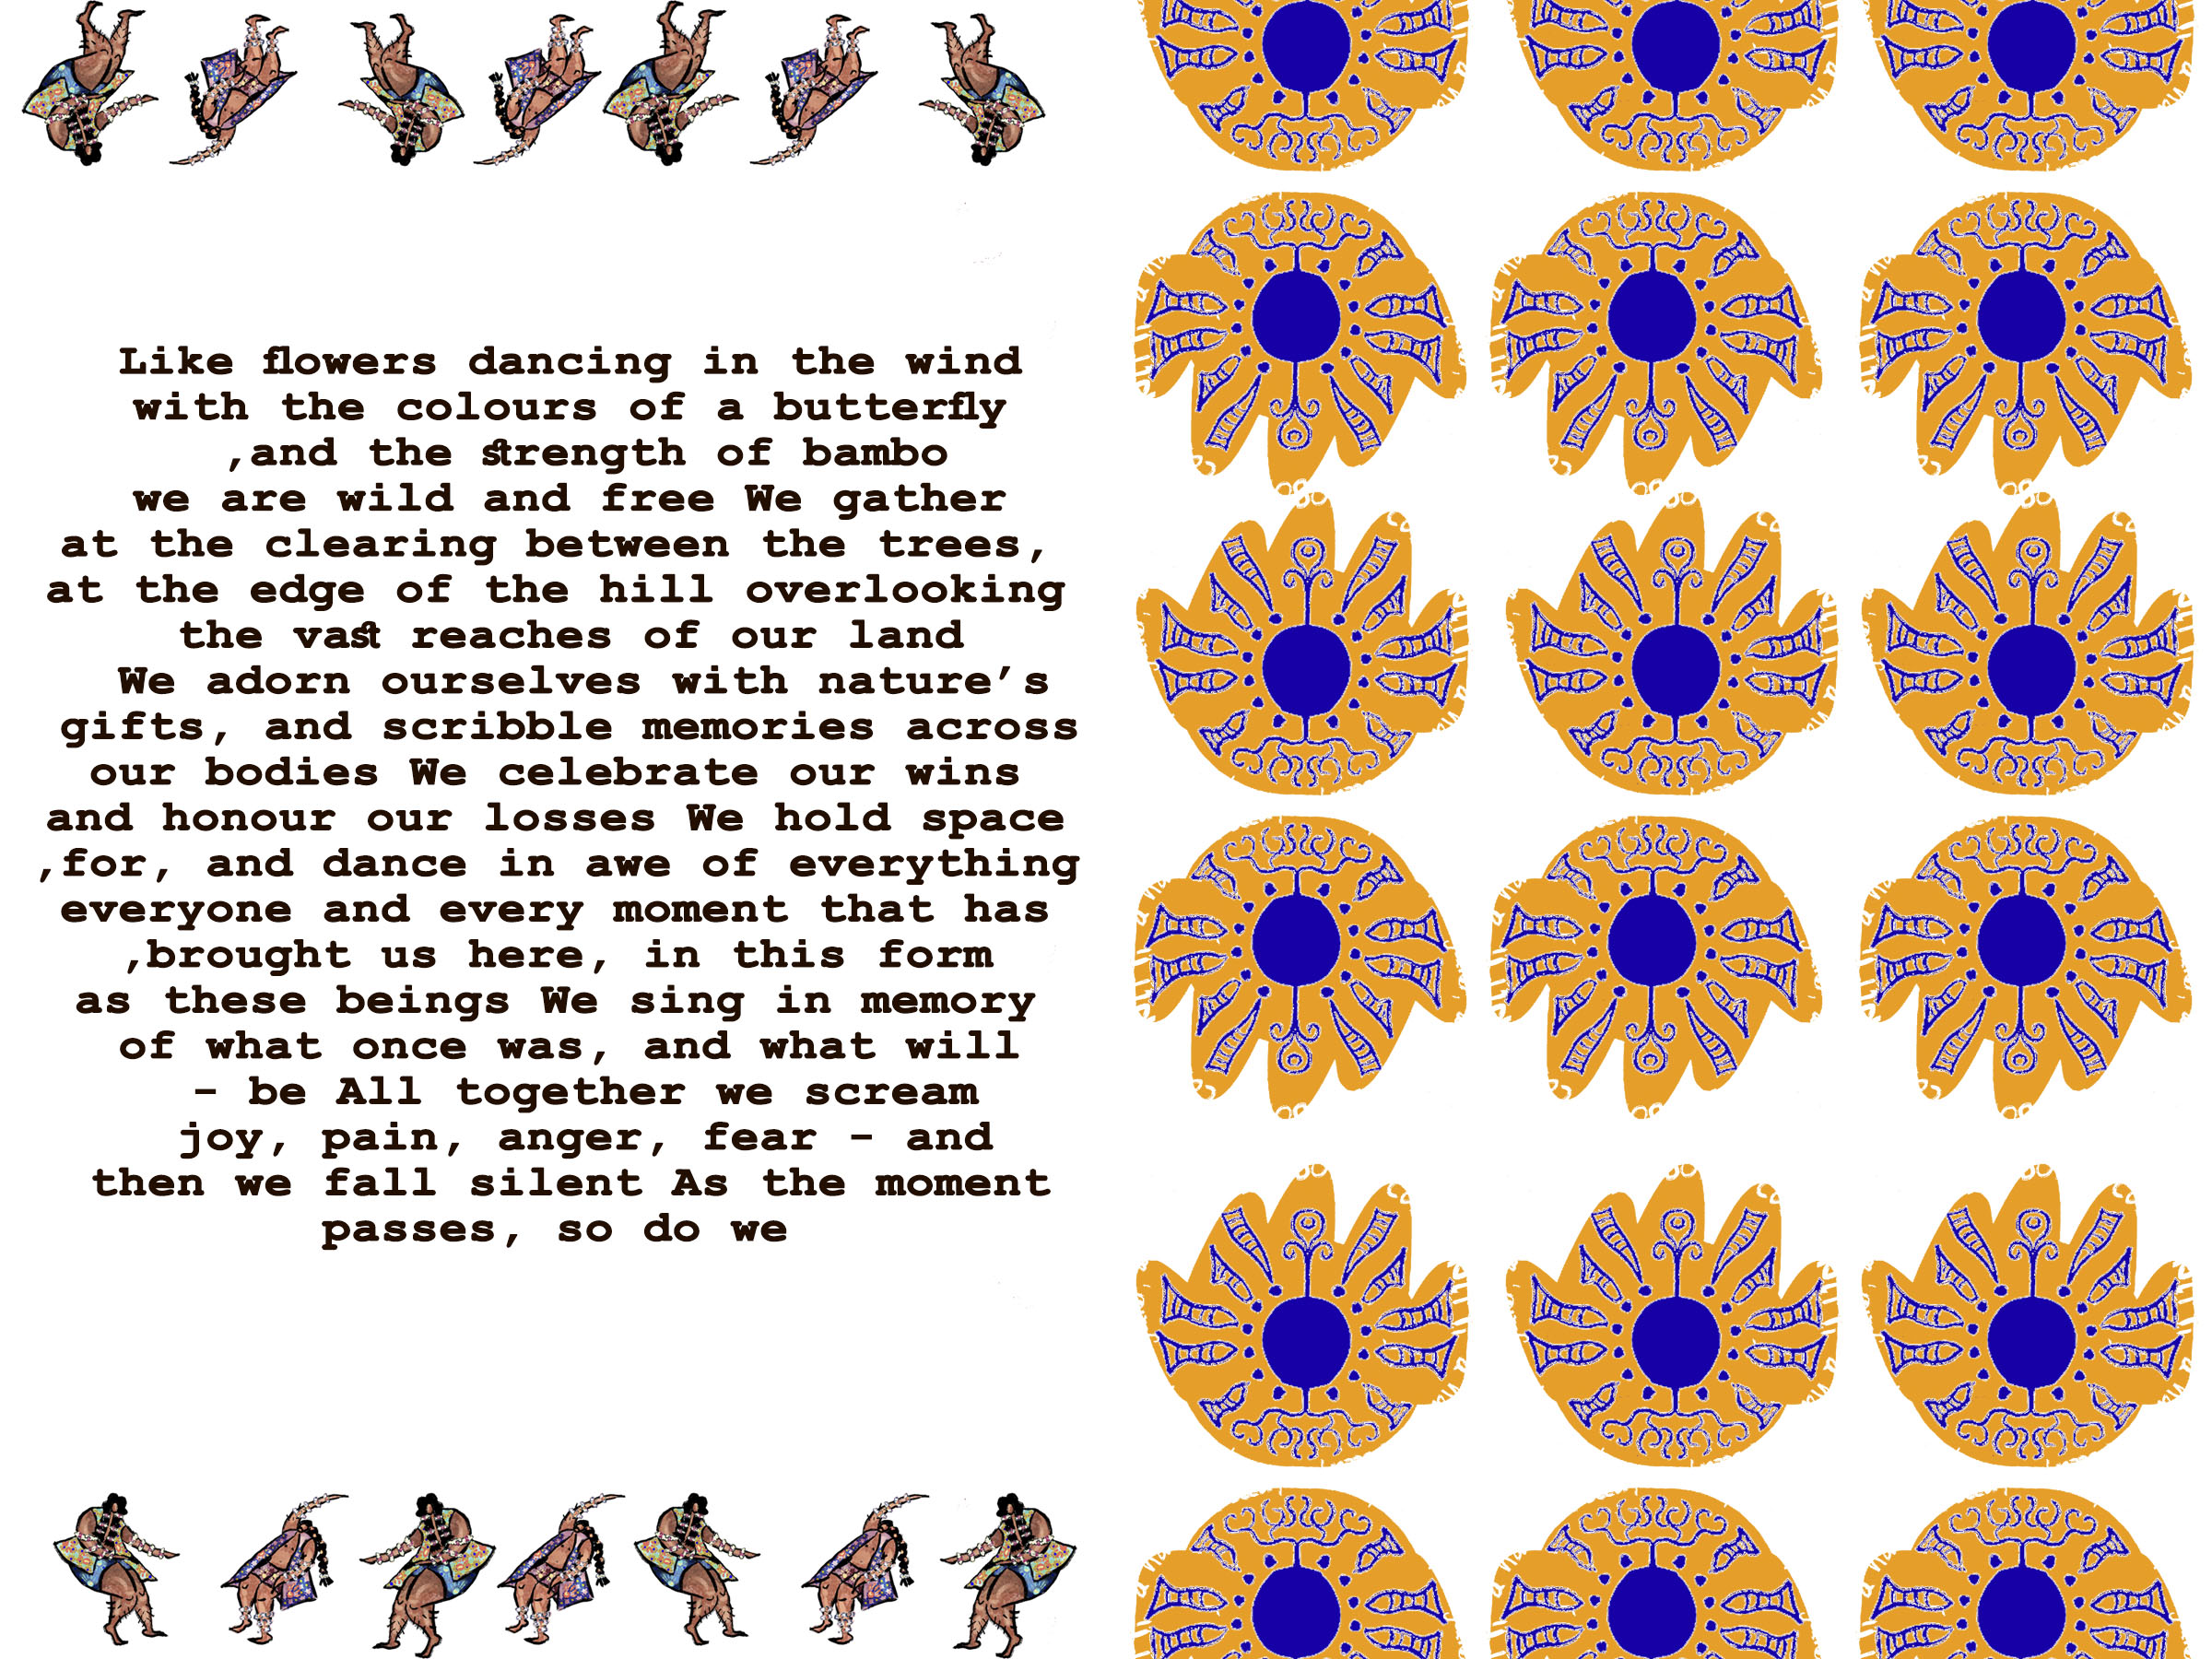 Like flowers dancing in the wind
with the colours of a butterfly
,and the strength of bambo
we are wild and free We gather
at the clearing between the trees,
at the edge of the hill overlooking
the vast reaches of our land
We adorn ourselves with nature’s
gifts, and scribble memories across
our bodies We celebrate our wins
and honour our losses We hold space
,for, and dance in awe of everything
everyone and every moment that has
,brought us here, in this form
as these beings We sing in memory
of what once was, and what will
- be All together we scream
joy, pain, anger, fear - and
then we fall silent As the moment
passes, so do we